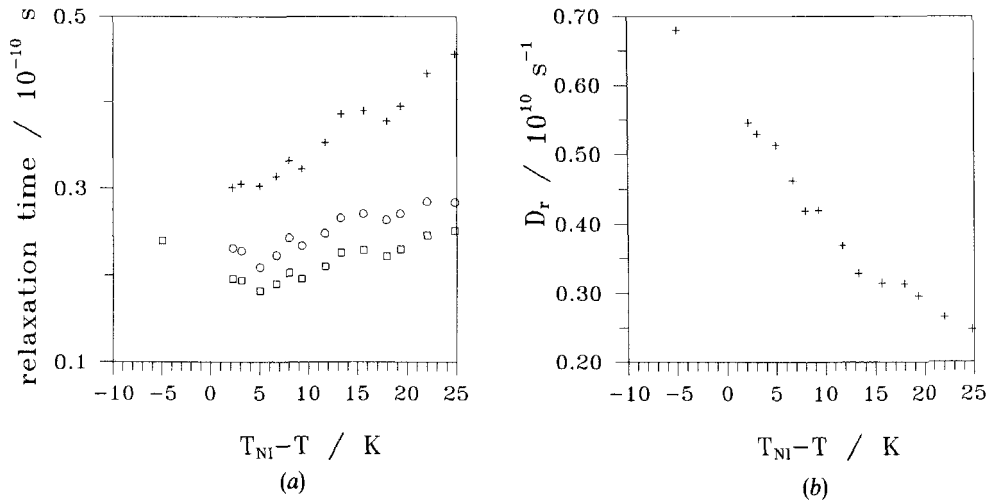 relaxation time / 10⁻¹⁰ s
0.5
0.3
0.1
−10 −5 0 5 10 15 20 25
T_NI−T / K
(a)
D_r / 10¹⁰ s⁻¹
0.70
0.60
0.50
0.40
0.30
0.20
−10 −5 0 5 10 15 20 25
T_NI−T / K
(b)